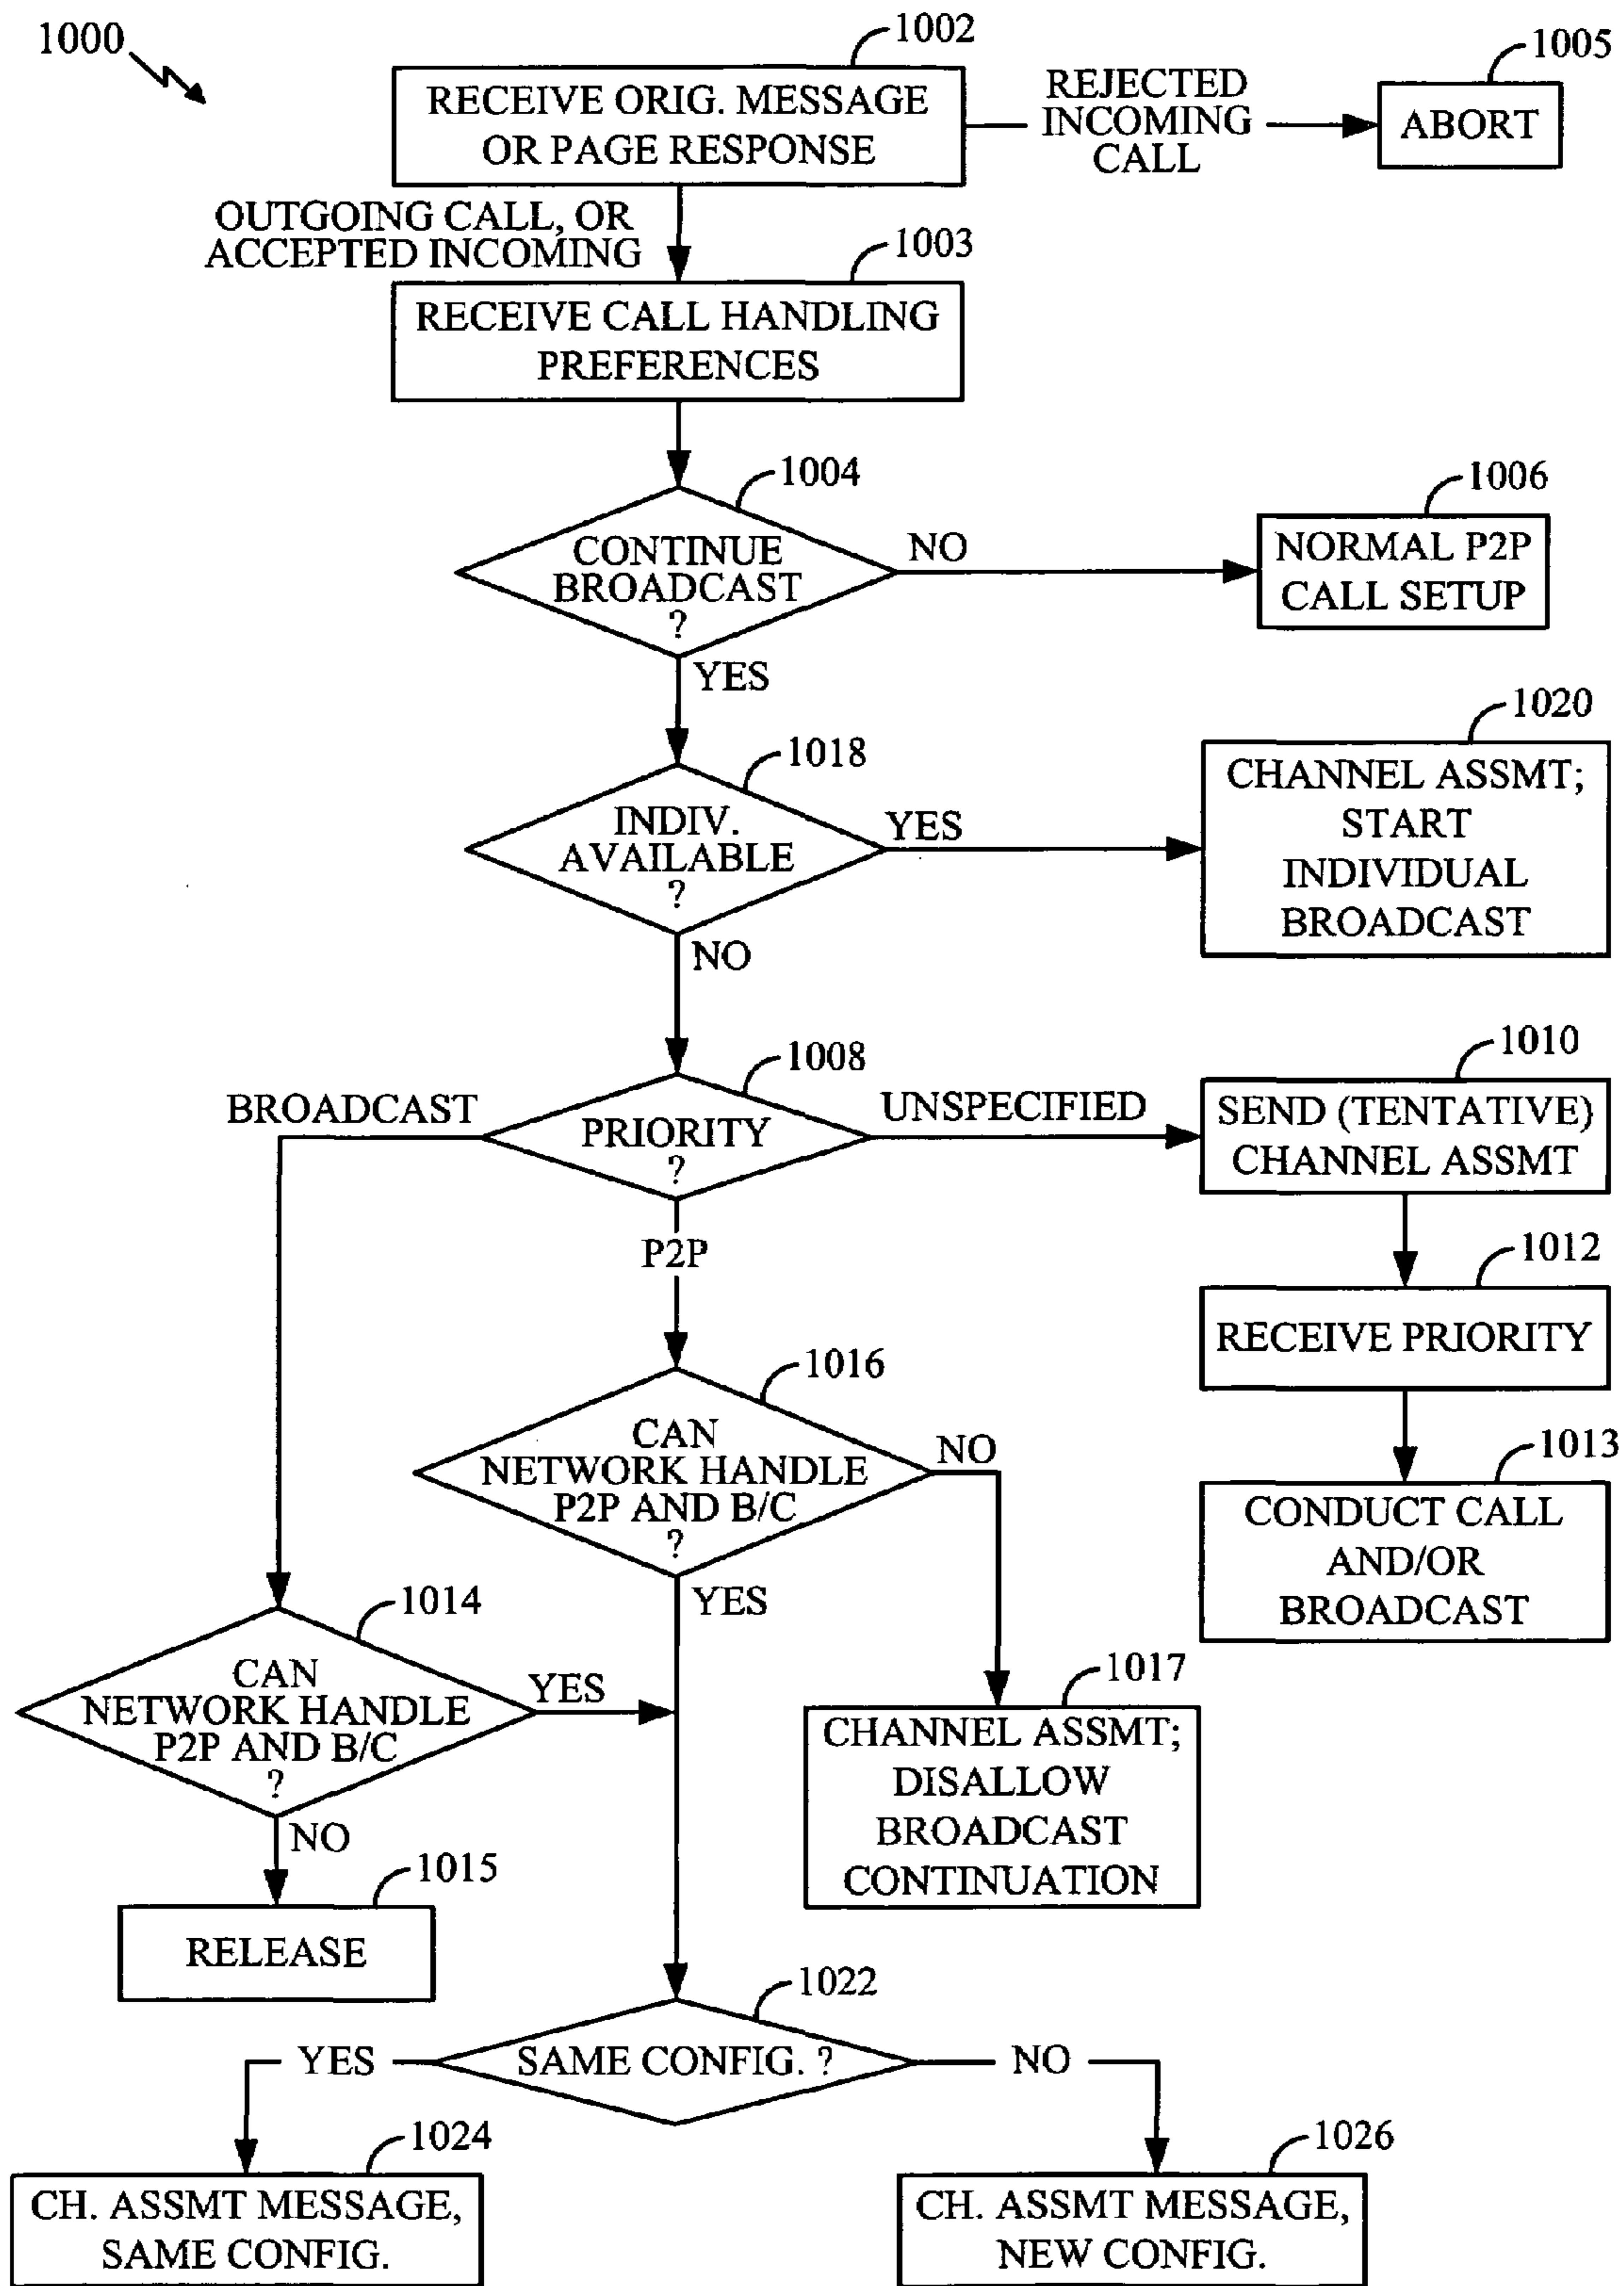 1000
1002
RECEIVE ORIG. MESSAGE
OR PAGE RESPONSE
REJECTED
INCOMING
CALL
1005
ABORT
OUTGOING CALL, OR
ACCEPTED INCOMING
1003
RECEIVE CALL HANDLING
PREFERENCES
1004
CONTINUE
BROADCAST
?
NO
1006
NORMAL P2P
CALL SETUP
YES
1018
INDIV.
AVAILABLE
?
YES
1020
CHANNEL ASSMT;
START
INDIVIDUAL
BROADCAST
NO
1008
PRIORITY
?
BROADCAST
UNSPECIFIED
1010
SEND (TENTATIVE)
CHANNEL ASSMT
P2P
1012
RECEIVE PRIORITY
1016
CAN
NETWORK HANDLE
P2P AND B/C
?
NO
1013
CONDUCT CALL
AND/OR
BROADCAST
YES
1014
CAN
NETWORK HANDLE
P2P AND B/C
?
YES
1017
CHANNEL ASSMT;
DISALLOW
BROADCAST
CONTINUATION
NO
1015
RELEASE
1022
SAME CONFIG. ?
YES
NO
1024
CH. ASSMT MESSAGE,
SAME CONFIG.
1026
CH. ASSMT MESSAGE,
NEW CONFIG.